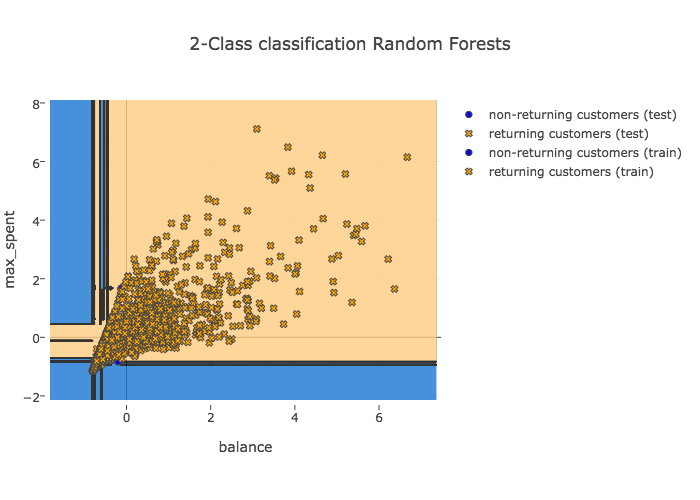 2-Class classification Random Forests
non-returning customers (test)
returning customers (test)
non-returning customers (train)
returning customers (train)
8
6
4
2
0
−2
max_spent
0
2
4
6
balance